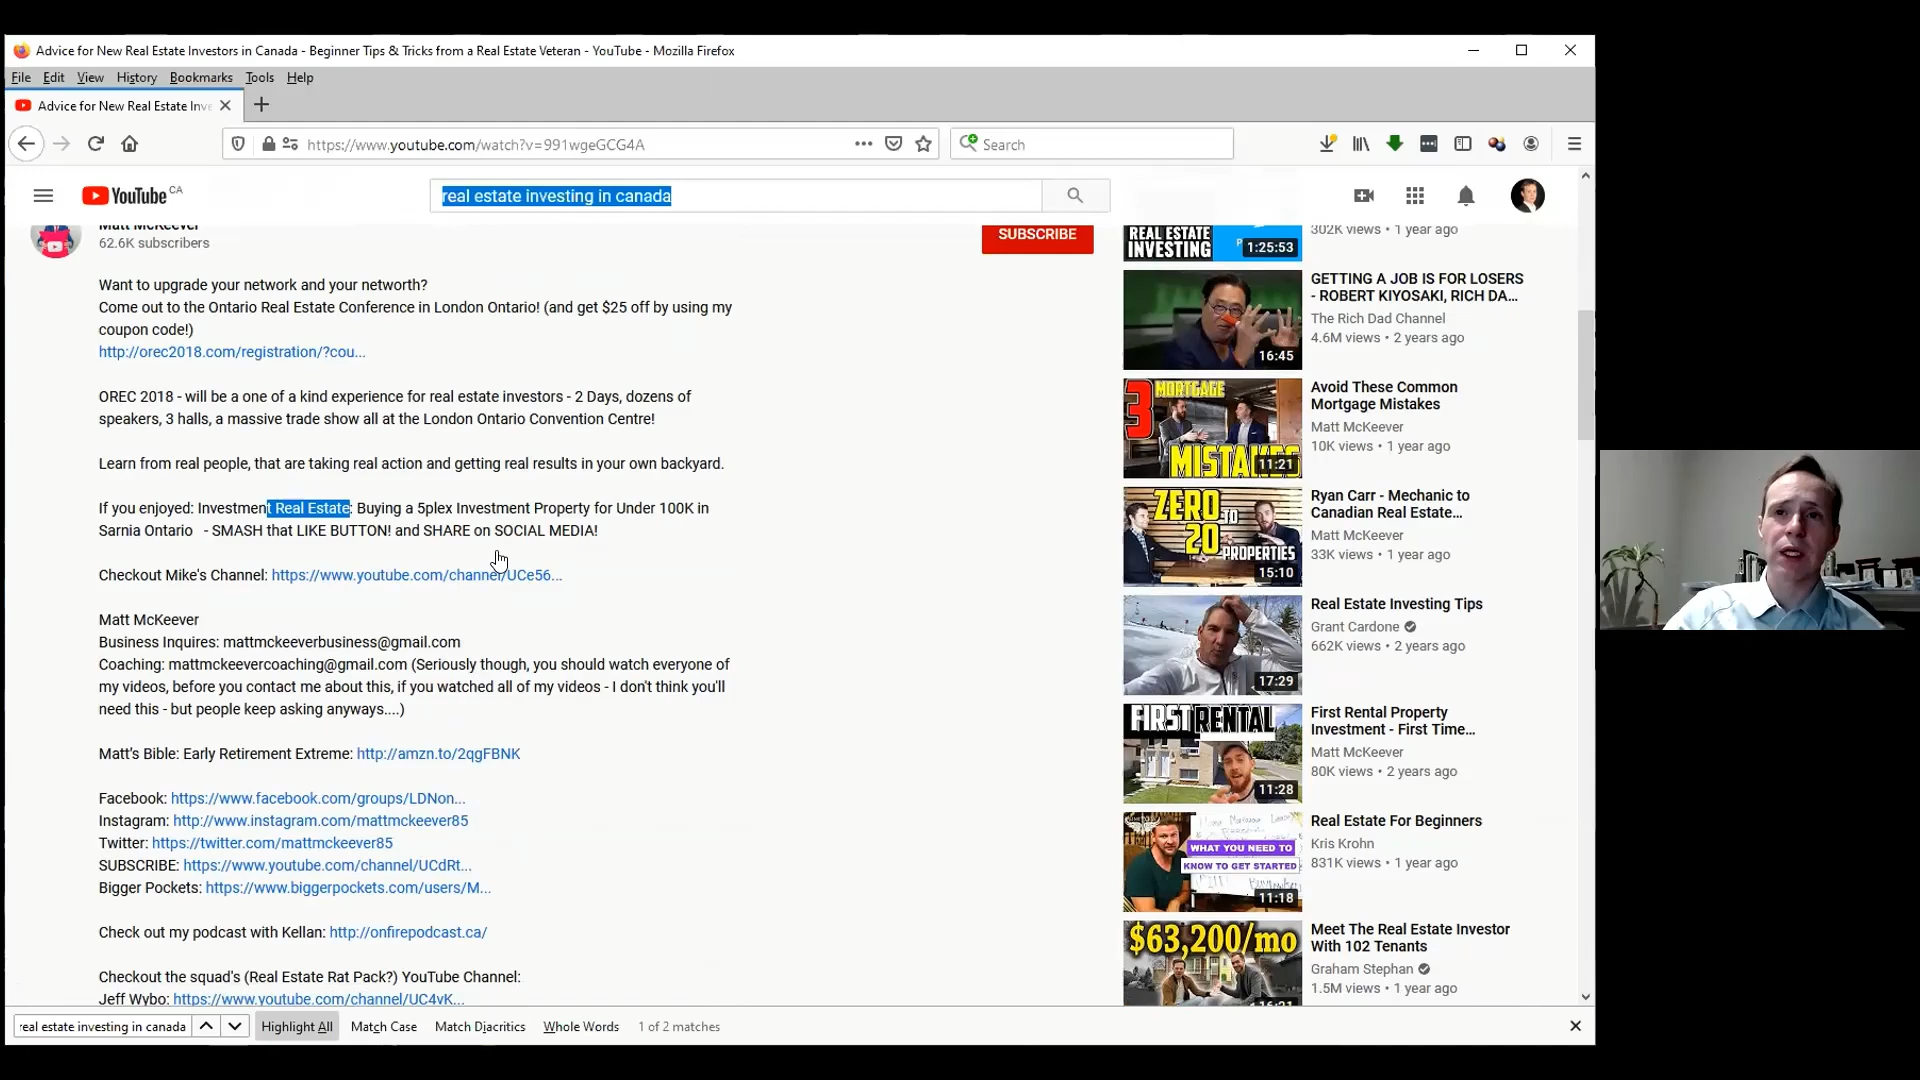 Advice for New Real Estate Investors in Canada - Beginner Tips & Tricks from a Real Estate Veteran - YouTube - Mozilla Firefox
File Edit View History Bookmarks Tools Help
Advice for New Real Estate Inve
https://www.youtube.com/watch?v=991wgeGCG4A
Search
YouTube CA
real estate investing in canada
Matt McKeever
62.6K subscribers
SUBSCRIBE
Want to upgrade your network and your networth?
Come out to the Ontario Real Estate Conference in London Ontario! (and get $25 off by using my
coupon code!)
http://orec2018.com/registration/?cou...
OREC 2018 - will be a one of a kind experience for real estate investors - 2 Days, dozens of
speakers, 3 halls, a massive trade show all at the London Ontario Convention Centre!
Learn from real people, that are taking real action and getting real results in your own backyard.
If you enjoyed: Investment Real Estate: Buying a 5plex Investment Property for Under 100K in
Sarnia Ontario - SMASH that LIKE BUTTON! and SHARE on SOCIAL MEDIA!
Checkout Mike's Channel: https://www.youtube.com/channel/UCe56...
Matt McKeever
Business Inquires: mattmckeeverbusiness@gmail.com
Coaching: mattmckeevercoaching@gmail.com (Seriously though, you should watch everyone of
my videos, before you contact me about this, if you watched all of my videos - I don't think you'll
need this - but people keep asking anyways....)
Matt's Bible: Early Retirement Extreme: http://amzn.to/2qgFBNK
Facebook: https://www.facebook.com/groups/LDNon...
Instagram: http://www.instagram.com/mattmckeever85
Twitter: https://twitter.com/mattmckeever85
SUBSCRIBE: https://www.youtube.com/channel/UCdRt...
Bigger Pockets: https://www.biggerpockets.com/users/M...
Check out my podcast with Kellan: http://onfirepodcast.ca/
Checkout the squad's (Real Estate Rat Pack?) YouTube Channel:
Jeff Wybo: https://www.youtube.com/channel/UC4vK...
REAL ESTATE
INVESTING
1:25:53
302K views • 1 year ago
16:45
GETTING A JOB IS FOR LOSERS
- ROBERT KIYOSAKI, RICH DA...
The Rich Dad Channel
4.6M views • 2 years ago
3 MORTGAGE
MISTAKES
11:21
Avoid These Common
Mortgage Mistakes
Matt McKeever
10K views • 1 year ago
ZERO TO
20 PROPERTIES
15:10
Ryan Carr - Mechanic to
Canadian Real Estate...
Matt McKeever
33K views • 1 year ago
17:29
Real Estate Investing Tips
Grant Cardone
662K views • 2 years ago
FIRST RENTAL
11:28
First Rental Property
Investment - First Time...
Matt McKeever
80K views • 2 years ago
WHAT YOU NEED TO
KNOW TO GET STARTED
11:18
Real Estate For Beginners
Kris Krohn
831K views • 1 year ago
$63,200/mo
Meet The Real Estate Investor
With 102 Tenants
Graham Stephan
1.5M views • 1 year ago
real estate investing in canada
Highlight All Match Case Match Diacritics Whole Words 1 of 2 matches